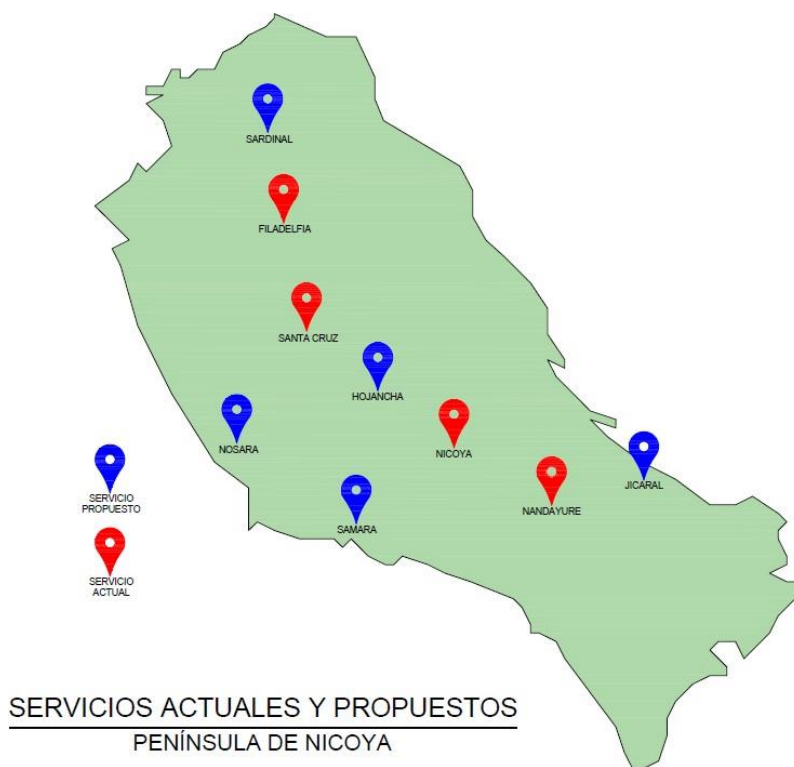 SARDINAL
FILADELFIA
SANTA CRUZ
HOJANCHA
NOSARA
NICOYA
JICARAL
NANDAYURE
SAMARA
SERVICIO
PROPUESTO
SERVICIO
ACTUAL
SERVICIOS ACTUALES Y PROPUESTOS
PENÍNSULA DE NICOYA